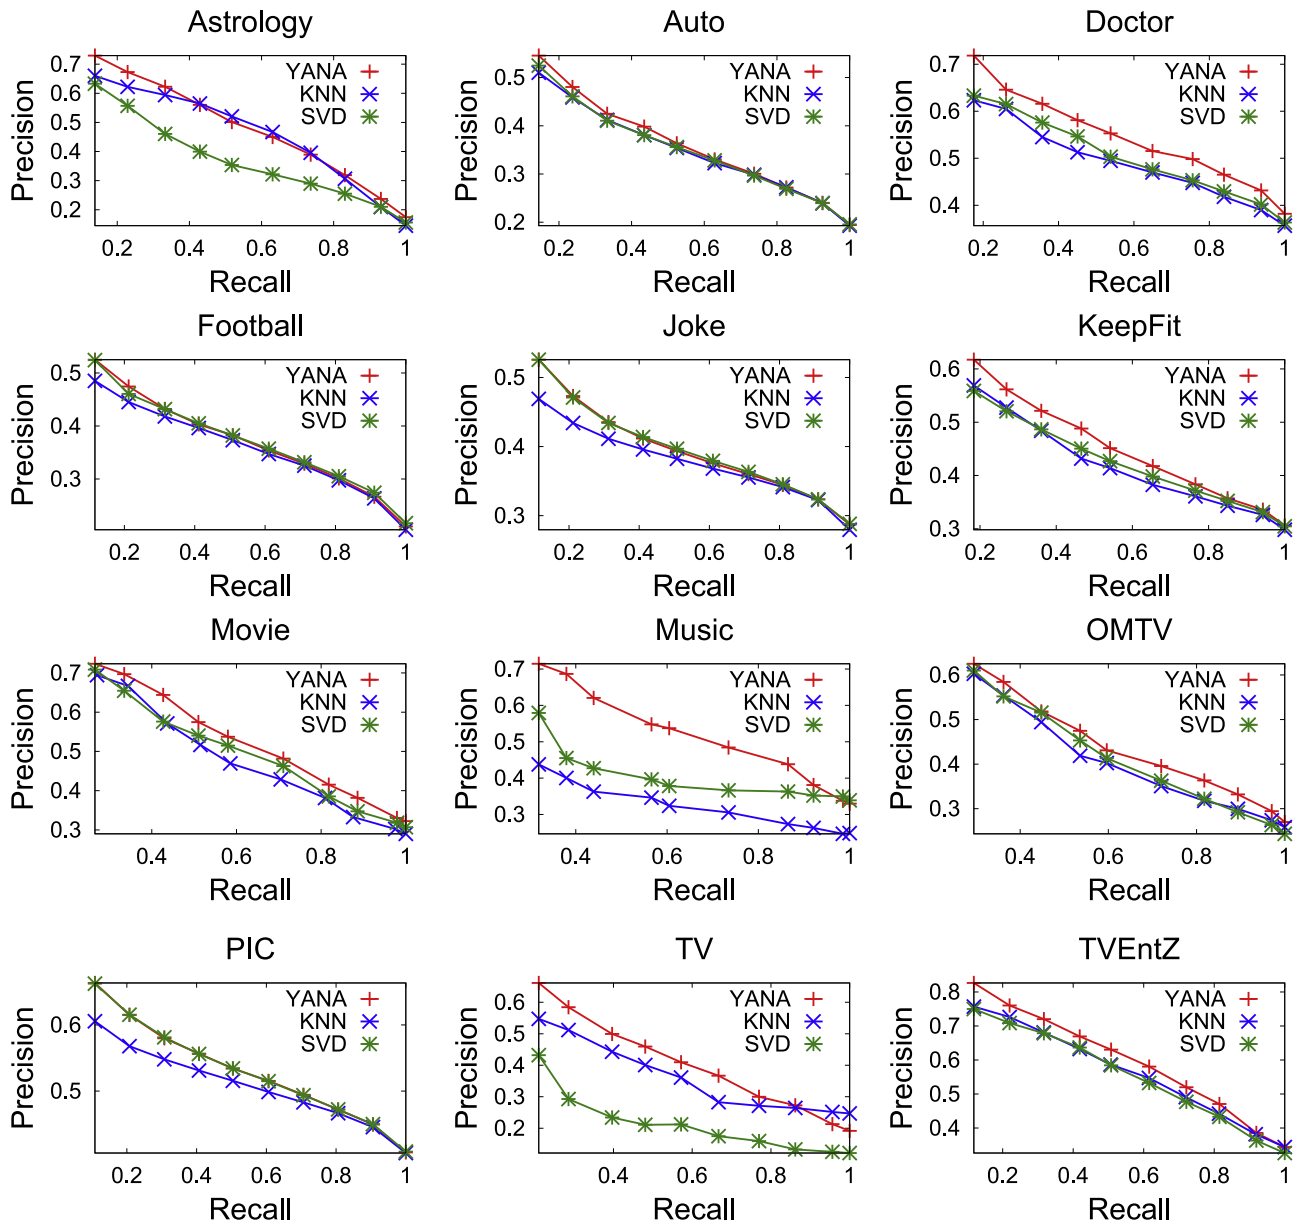 Astrology
Precision
0.7
0.6
0.5
0.4
0.3
0.2
YANA
KNN
SVD
0.2 0.4 0.6 0.8 1
Recall
Auto
Precision
0.5
0.4
0.3
0.2
YANA
KNN
SVD
0.2 0.4 0.6 0.8 1
Recall
Doctor
Precision
0.7
0.6
0.5
0.4
YANA
KNN
SVD
0.2 0.4 0.6 0.8 1
Recall
Football
Precision
0.5
0.4
0.3
YANA
KNN
SVD
0.2 0.4 0.6 0.8 1
Recall
Joke
Precision
0.5
0.4
0.3
YANA
KNN
SVD
0.2 0.4 0.6 0.8 1
Recall
KeepFit
Precision
0.6
0.5
0.4
0.3
YANA
KNN
SVD
0.2 0.4 0.6 0.8 1
Recall
Movie
Precision
0.7
0.6
0.5
0.4
0.3
YANA
KNN
SVD
0.4 0.6 0.8 1
Recall
Music
Precision
0.7
0.6
0.5
0.4
0.3
YANA
KNN
SVD
0.4 0.6 0.8 1
Recall
OMTV
Precision
0.6
0.5
0.4
0.3
YANA
KNN
SVD
0.4 0.6 0.8 1
Recall
PIC
Precision
0.6
0.5
YANA
KNN
SVD
0.2 0.4 0.6 0.8 1
Recall
TV
Precision
0.6
0.5
0.4
0.3
0.2
YANA
KNN
SVD
0.4 0.6 0.8 1
Recall
TVEntZ
Precision
0.8
0.7
0.6
0.5
0.4
YANA
KNN
SVD
0.2 0.4 0.6 0.8 1
Recall